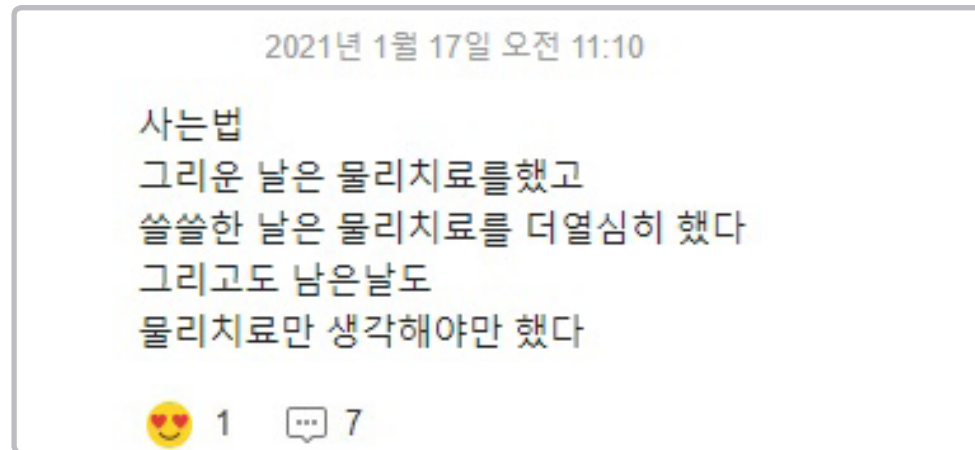 2021년 1월 17일 오전 11:10
사는법
그리운 날은 물리치료를했고
쓸쓸한 날은 물리치료를 더열심히 했다
그리고도 남은날도
물리치료만 생각해야만 했다
1 7